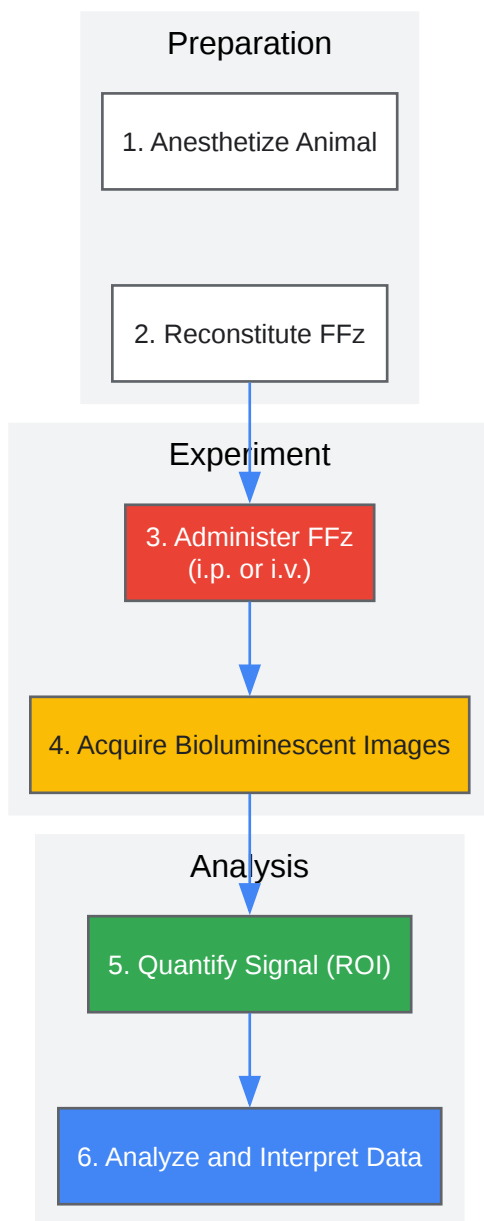 Preparation
1. Anesthetize Animal
2. Reconstitute FFz
Experiment
3. Administer FFz
(i.p. or i.v.)
4. Acquire Bioluminescent Images
Analysis
5. Quantify Signal (ROI)
6. Analyze and Interpret Data